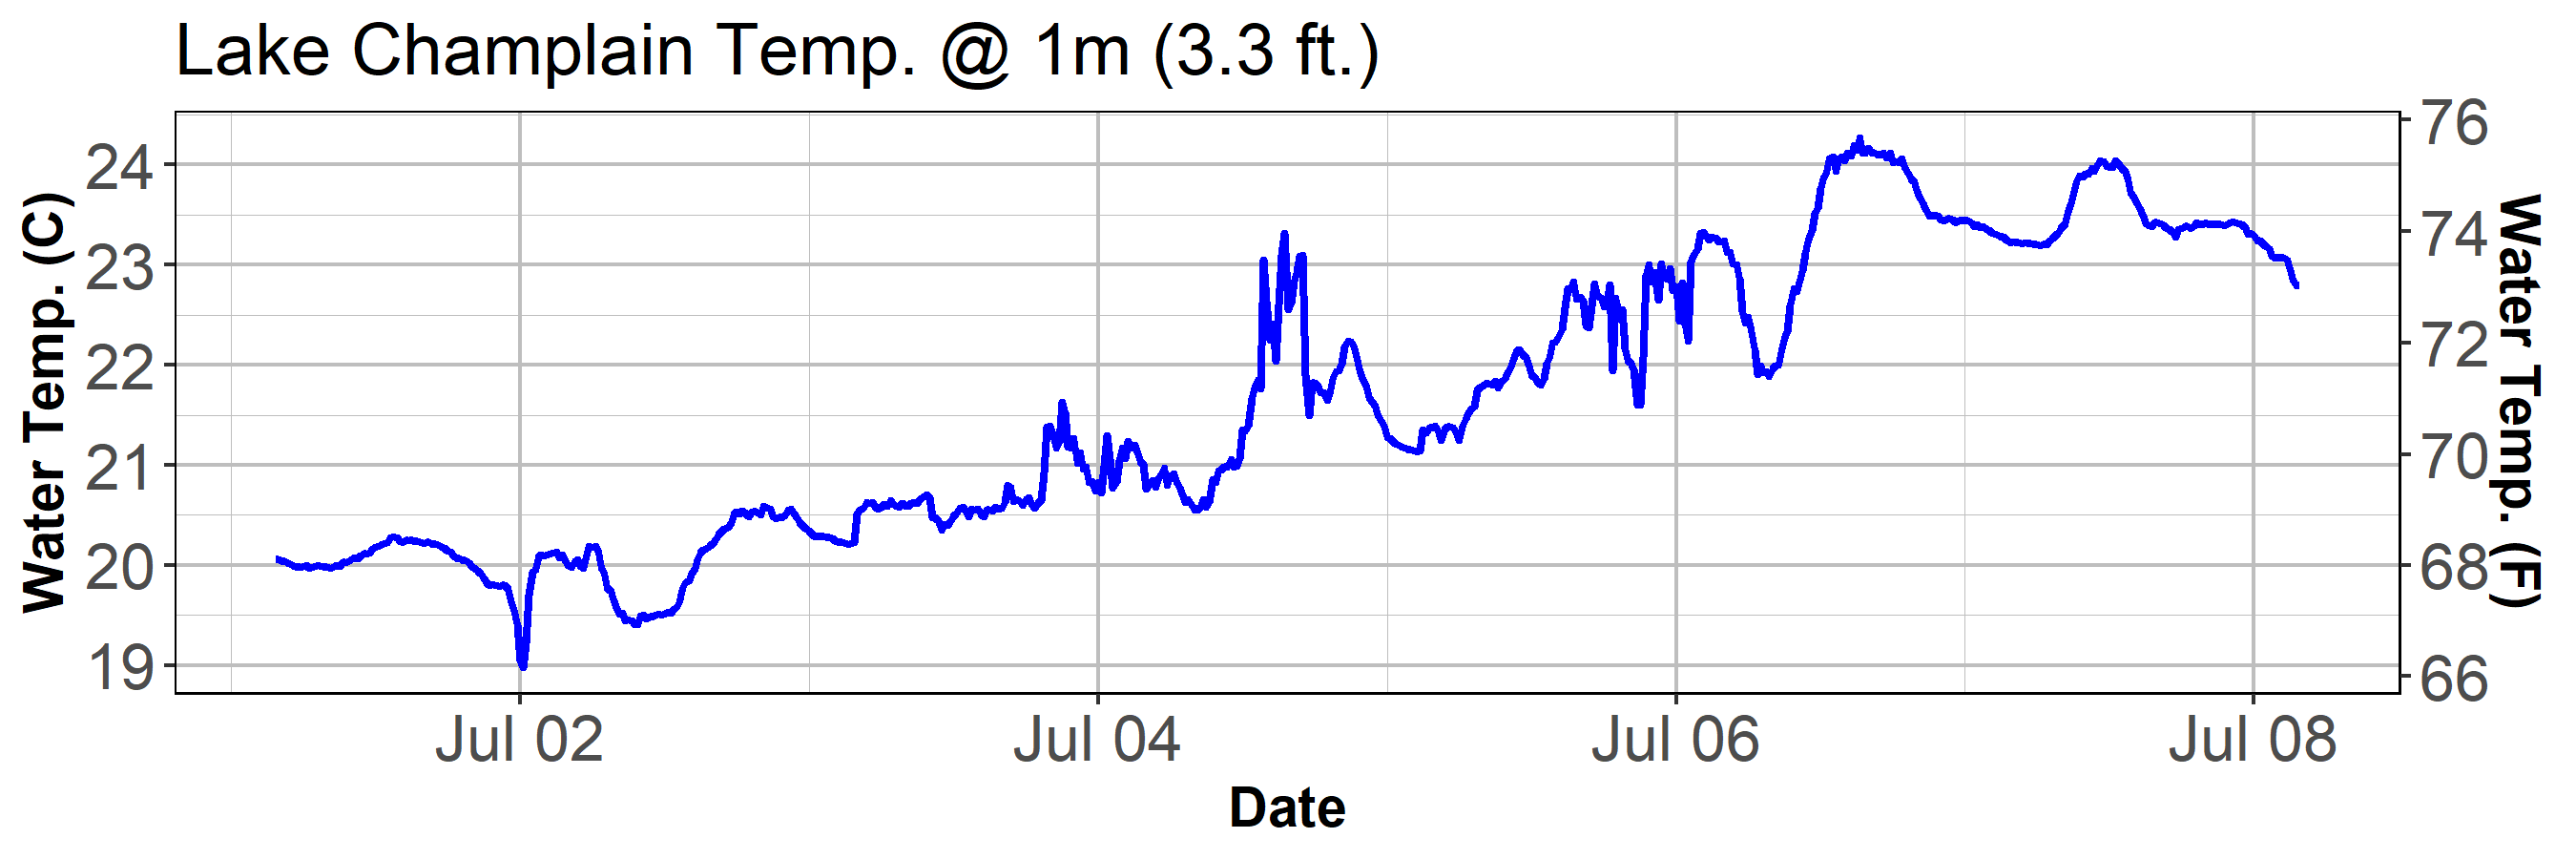 Lake Champlain Temp. @ 1m (3.3 ft.)
Water Temp. (C)
24
23
22
21
20
19
76
74
72
70
68
66
Water Temp. (F)
Jul 02
Jul 04
Jul 06
Jul 08
Date